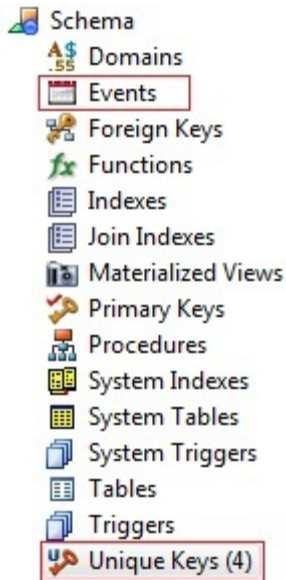 Schema
Domains
Events
Foreign Keys
Functions
Indexes
Join Indexes
Materialized Views
Primary Keys
Procedures
System Indexes
System Tables
System Triggers
Tables
Triggers
Unique Keys (4)